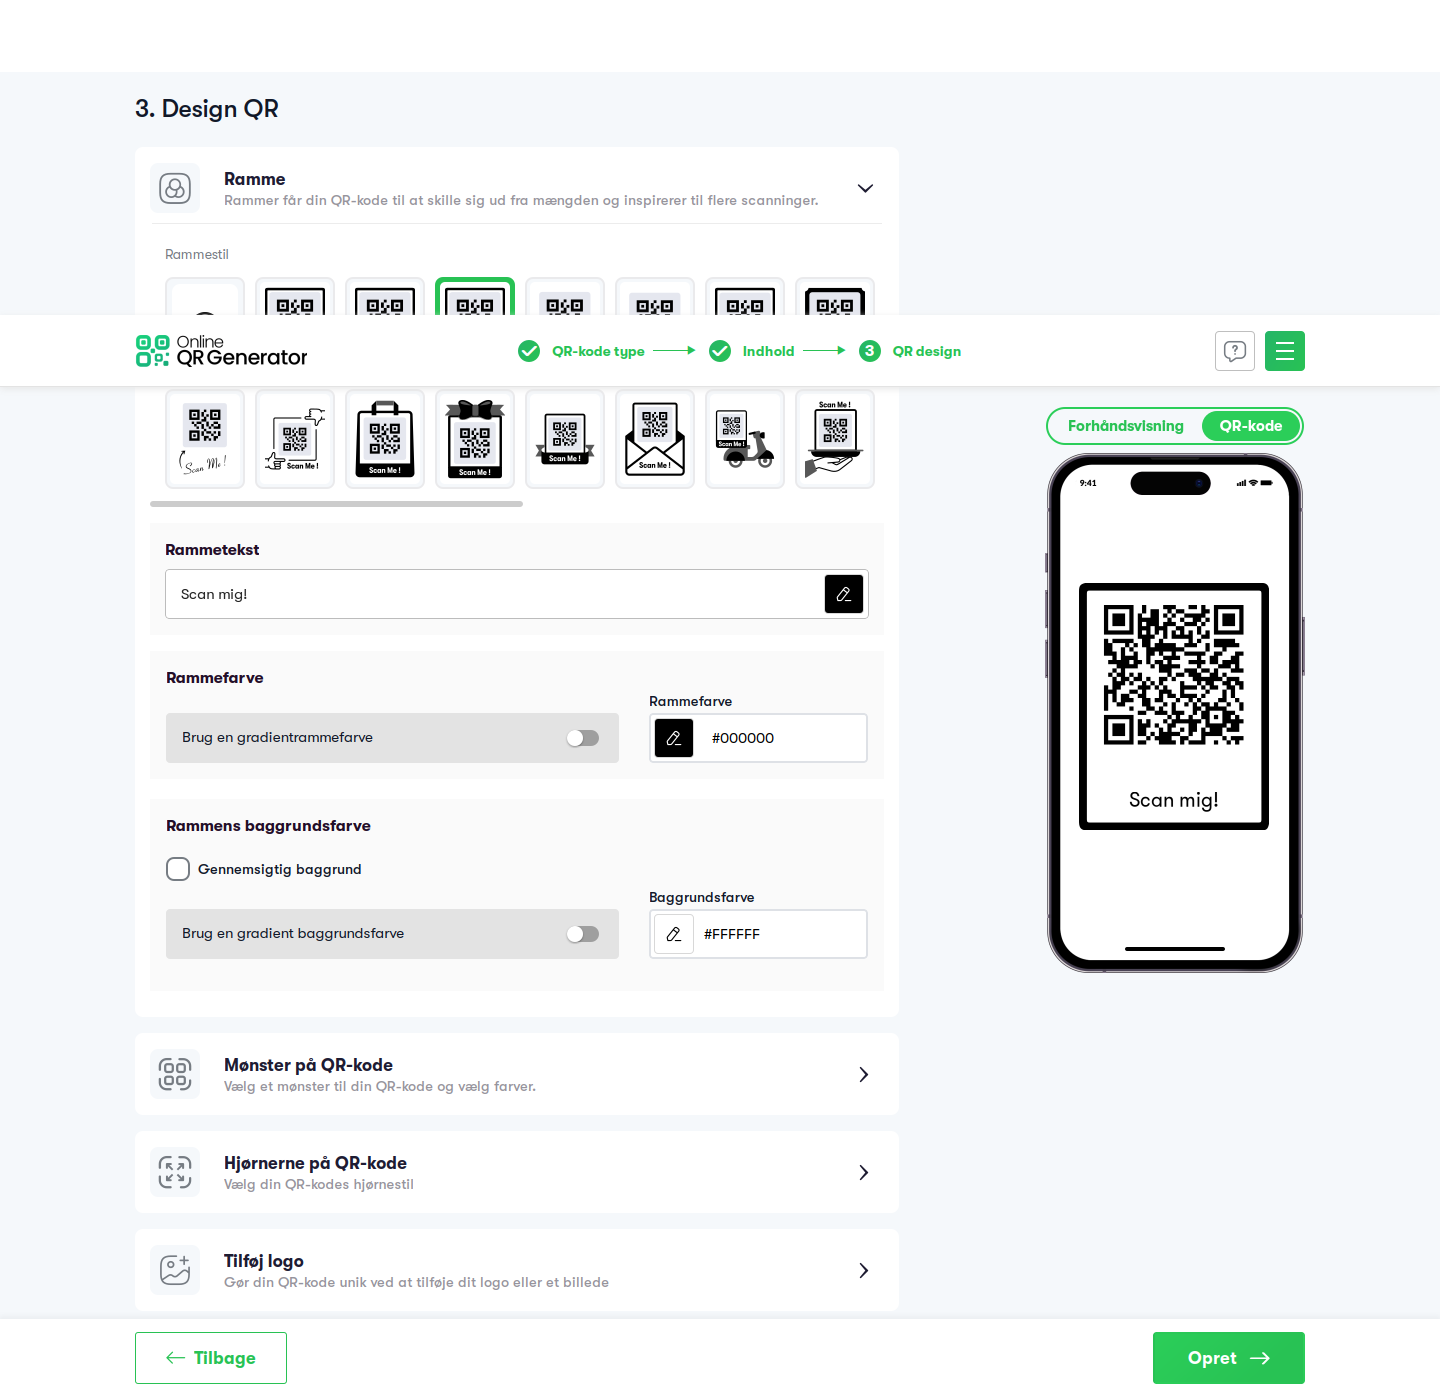 3. Design QR
Ramme
Rammer får din QR-kode til at skille sig ud fra mængden og inspirerer til flere scanninger.
Rammestil
Online
QR Generator
QR-kode type
Indhold
3
QR design
Scan Me !
Scan Me !
Scan Me !
Scan Me !
Scan Me !
Scan Me !
Scan Me !
Scan Me !
Forhåndsvisning
QR-kode
9:41
Rammetekst
Scan mig!
Rammefarve
Rammefarve
Brug en gradientrammefarve
#000000
Scan mig!
Rammens baggrundsfarve
Gennemsigtig baggrund
Baggrundsfarve
Brug en gradient baggrundsfarve
#FFFFFF
Mønster på QR-kode
Vælg et mønster til din QR-kode og vælg farver.
Hjørnerne på QR-kode
Vælg din QR-kodes hjørnestil
Tilføj logo
Gør din QR-kode unik ved at tilføje dit logo eller et billede
Tilbage
Opret